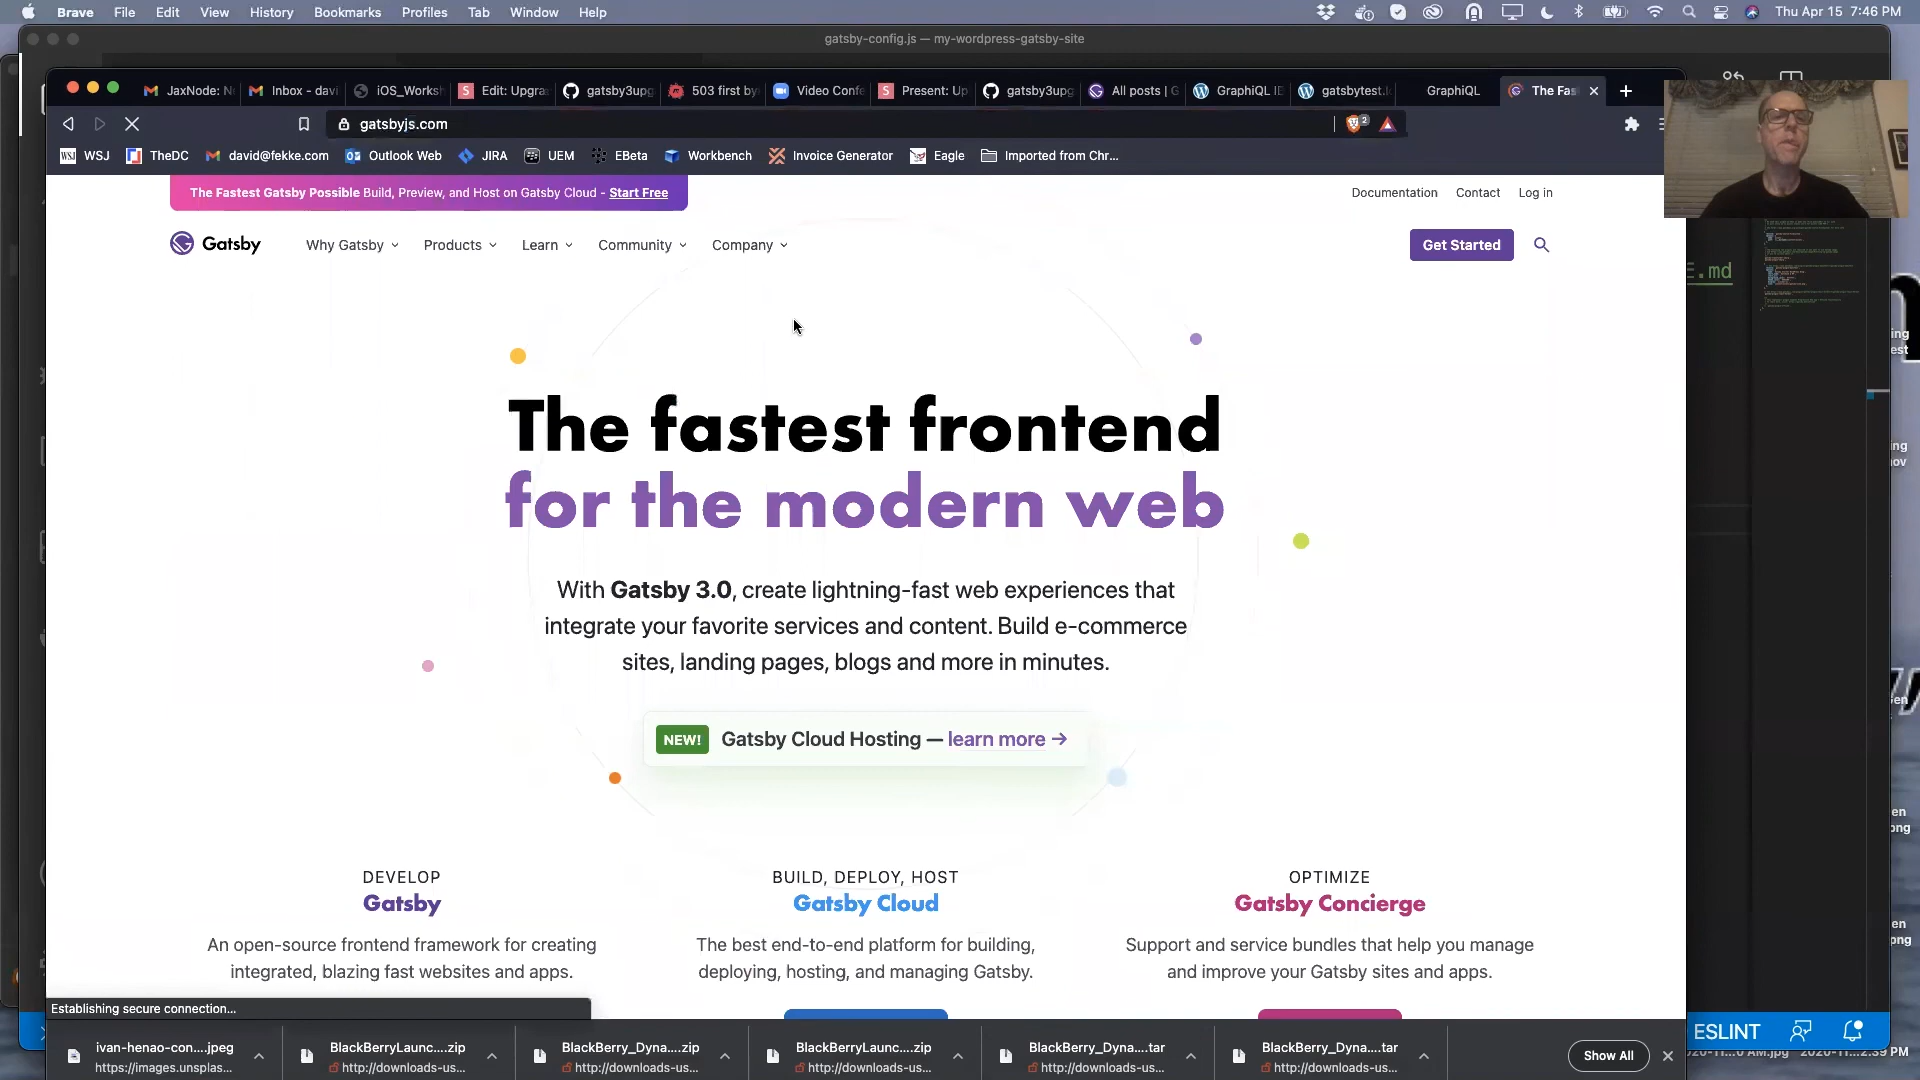 Brave File Edit View History Bookmarks Profiles Tab Window Help Thu Apr 15 7:46 PM
gatsby-config.js — my-wordpress-gatsby-site
JaxNode: N Inbox - davi iOS_Worksh Edit: Upgra gatsby3upg 503 first by Video Confe Present: Up gatsby3upg All posts | G GraphiQL IE gatsbytest.l GraphiQL The Fas
gatsbyjs.com 2
WSJ WSJ TheDC david@fekke.com Outlook Web JIRA UEM EBeta Workbench Invoice Generator Eagle Imported from Chr...
The Fastest Gatsby Possible Build, Preview, and Host on Gatsby Cloud - Start Free
Documentation Contact Log in
Gatsby Why Gatsby Products Learn Community Company Get Started
E.md
The fastest frontend
for the modern web
With Gatsby 3.0, create lightning-fast web experiences that
integrate your favorite services and content. Build e-commerce
sites, landing pages, blogs and more in minutes.
NEW! Gatsby Cloud Hosting — learn more →
DEVELOP
Gatsby
An open-source frontend framework for creating
integrated, blazing fast websites and apps.
BUILD, DEPLOY, HOST
Gatsby Cloud
The best end-to-end platform for building,
deploying, hosting, and managing Gatsby.
OPTIMIZE
Gatsby Concierge
Support and service bundles that help you manage
and improve your Gatsby sites and apps.
Establishing secure connection...
ivan-henao-con....jpeg
https://images.unsplas...
BlackBerryLaunc....zip
http://downloads-us...
BlackBerry_Dyna....zip
http://downloads-us...
BlackBerryLaunc....zip
http://downloads-us...
BlackBerry_Dyna....tar
http://downloads-us...
BlackBerry_Dyna....tar
http://downloads-us...
Show All
ESLINT